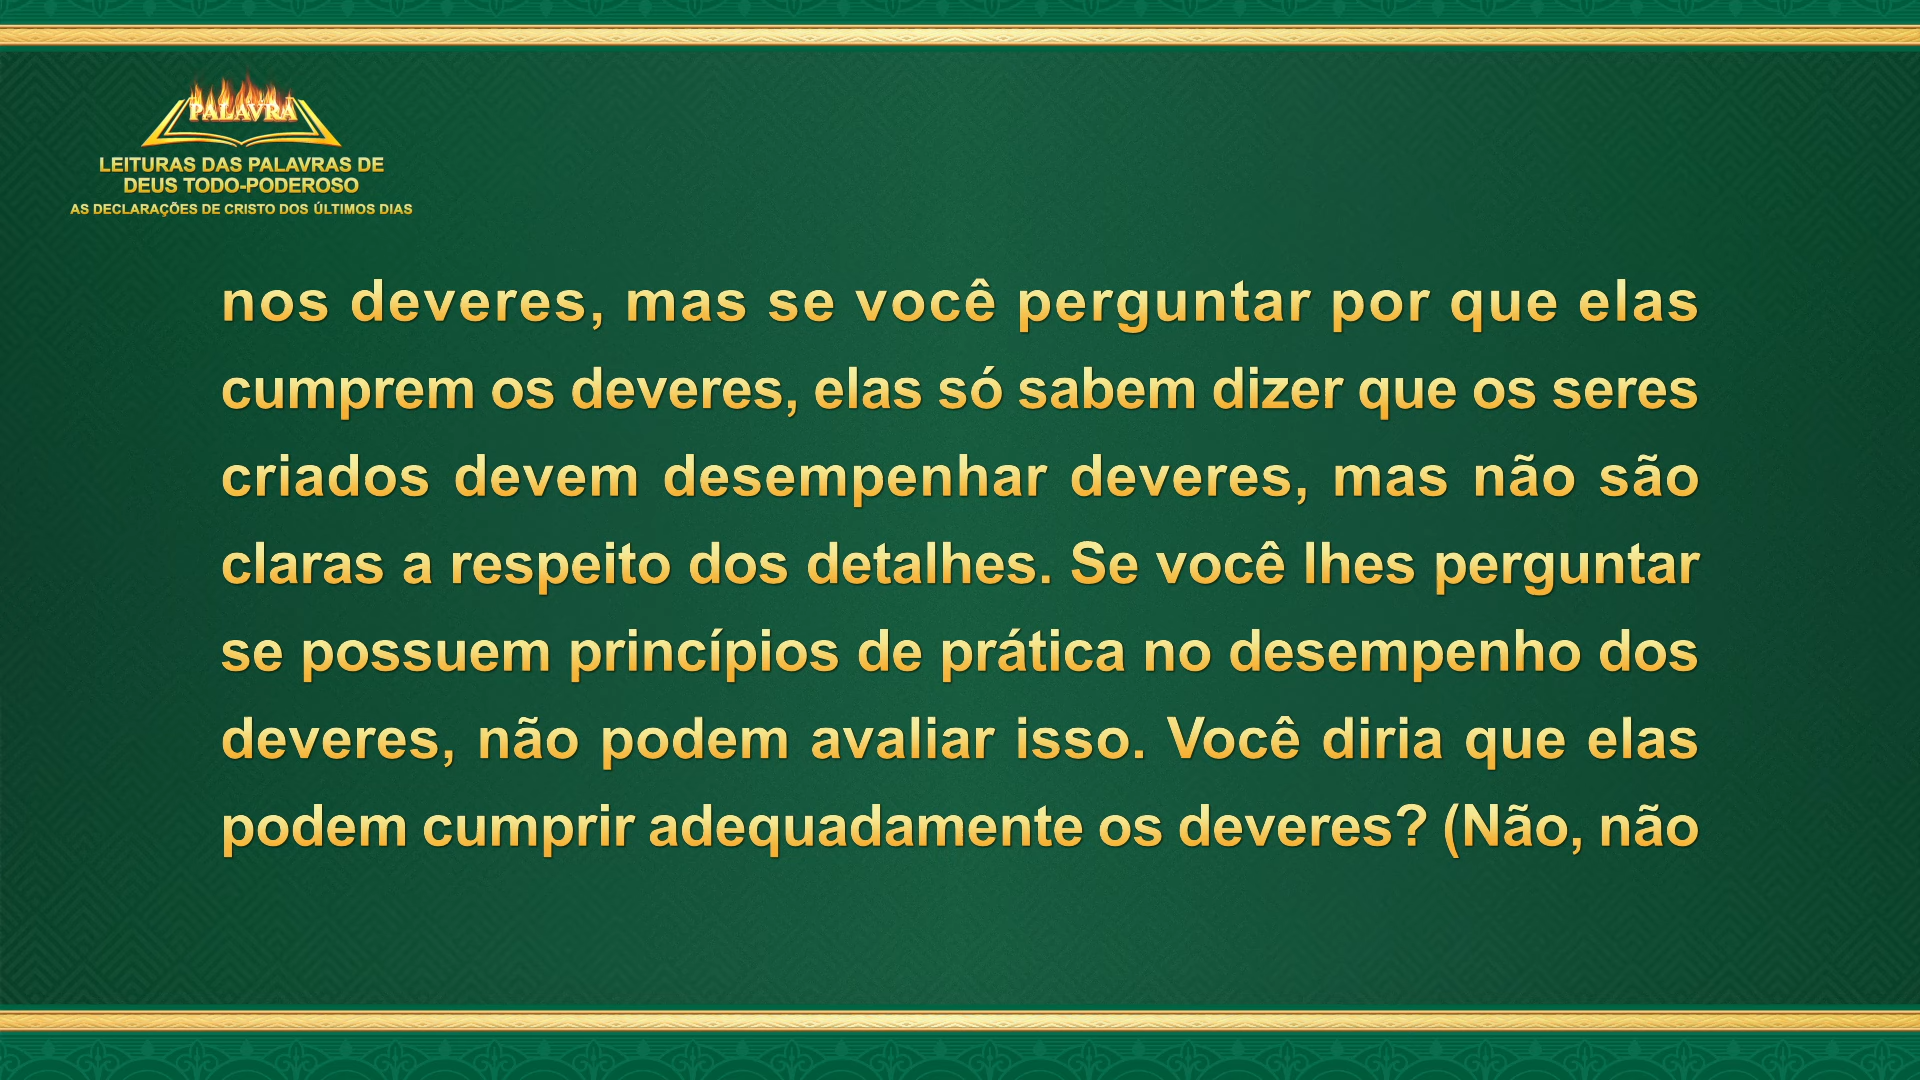 PALAVRA
LEITURAS DAS PALAVRAS DE
DEUS TODO-PODEROSO
AS DECLARAÇÕES DE CRISTO DOS ÚLTIMOS DIAS
nos deveres, mas se você perguntar por que elas
cumprem os deveres, elas só sabem dizer que os seres
criados devem desempenhar deveres, mas não são
claras a respeito dos detalhes. Se você lhes perguntar
se possuem princípios de prática no desempenho dos
deveres, não podem avaliar isso. Você diria que elas
podem cumprir adequadamente os deveres? (Não, não